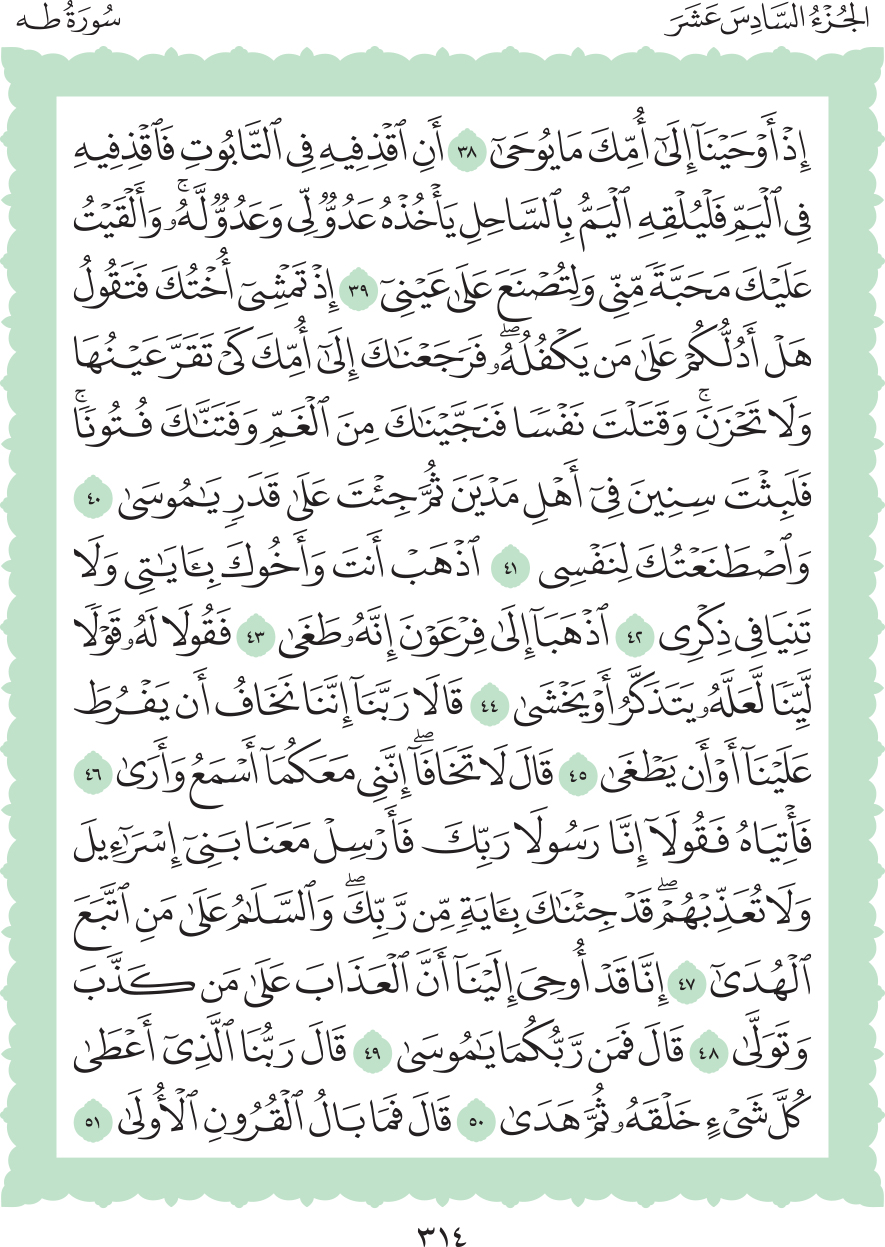 الجُزْءُ السَّادِسَ عَشَرَ
سُورَةُ طه
إِذْ أَوْحَيْنَآ إِلَىٰٓ أُمِّكَ مَا يُوحَىٰٓ ٣٨ أَنِ ٱقْذِفِيهِ فِى ٱلتَّابُوتِ فَٱقْذِفِيهِ
فِى ٱلْيَمِّ فَلْيُلْقِهِ ٱلْيَمُّ بِٱلسَّاحِلِ يَأْخُذْهُ عَدُوٌّ لِّى وَعَدُوٌّ لَّهُۥ ۚ وَأَلْقَيْتُ
عَلَيْكَ مَحَبَّةً مِّنِّى وَلِتُصْنَعَ عَلَىٰ عَيْنِىٓ ٣٩ إِذْ تَمْشِىٓ أُخْتُكَ فَتَقُولُ
هَلْ أَدُلُّكُمْ عَلَىٰ مَن يَكْفُلُهُۥ ۖ فَرَجَعْنَٰكَ إِلَىٰٓ أُمِّكَ كَىْ تَقَرَّ عَيْنُهَا
وَلَا تَحْزَنَ ۚ وَقَتَلْتَ نَفْسًا فَنَجَّيْنَٰكَ مِنَ ٱلْغَمِّ وَفَتَنَّٰكَ فُتُونًا ۚ
فَلَبِثْتَ سِنِينَ فِىٓ أَهْلِ مَدْيَنَ ثُمَّ جِئْتَ عَلَىٰ قَدَرٍ يَٰمُوسَىٰ ٤٠
وَٱصْطَنَعْتُكَ لِنَفْسِى ٤١ ٱذْهَبْ أَنتَ وَأَخُوكَ بِـَٔايَٰتِى وَلَا
تَنِيَا فِى ذِكْرِى ٤٢ ٱذْهَبَآ إِلَىٰ فِرْعَوْنَ إِنَّهُۥ طَغَىٰ ٤٣ فَقُولَا لَهُۥ قَوْلًا
لَّيِّنًا لَّعَلَّهُۥ يَتَذَكَّرُ أَوْ يَخْشَىٰ ٤٤ قَالَا رَبَّنَآ إِنَّنَا نَخَافُ أَن يَفْرُطَ
عَلَيْنَآ أَوْ أَن يَطْغَىٰ ٤٥ قَالَ لَا تَخَافَآ ۖ إِنَّنِى مَعَكُمَآ أَسْمَعُ وَأَرَىٰ ٤٦
فَأْتِيَاهُ فَقُولَآ إِنَّا رَسُولَا رَبِّكَ فَأَرْسِلْ مَعَنَا بَنِىٓ إِسْرَٰٓءِيلَ
وَلَا تُعَذِّبْهُمْ ۖ قَدْ جِئْنَٰكَ بِـَٔايَةٍ مِّن رَّبِّكَ ۖ وَٱلسَّلَٰمُ عَلَىٰ مَنِ ٱتَّبَعَ
ٱلْهُدَىٰٓ ٤٧ إِنَّا قَدْ أُوحِىَ إِلَيْنَآ أَنَّ ٱلْعَذَابَ عَلَىٰ مَن كَذَّبَ
وَتَوَلَّىٰ ٤٨ قَالَ فَمَن رَّبُّكُمَا يَٰمُوسَىٰ ٤٩ قَالَ رَبُّنَا ٱلَّذِىٓ أَعْطَىٰ
كُلَّ شَىْءٍ خَلْقَهُۥ ثُمَّ هَدَىٰ ٥٠ قَالَ فَمَا بَالُ ٱلْقُرُونِ ٱلْأُولَىٰ ٥١
٣١٤